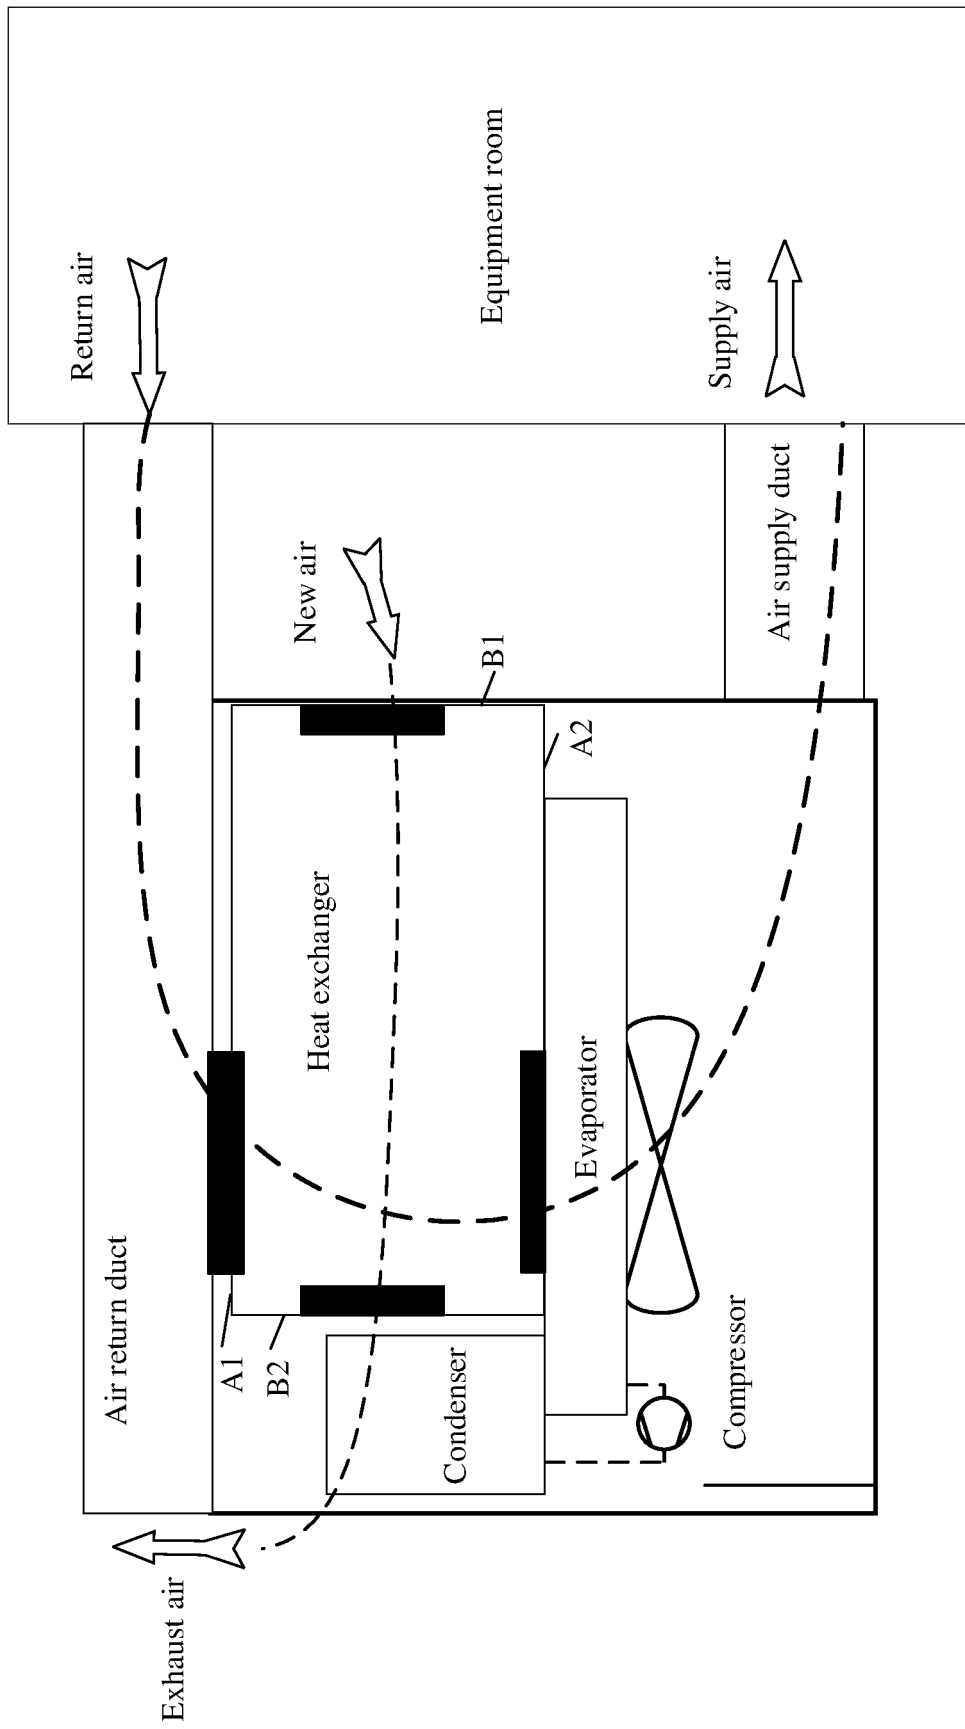 Return air
Air return duct
Exhaust air
A1
B2
New air
Heat exchanger
Condenser
Equipment room
B1
A2
Evaporator
Supply air
Compressor
Air supply duct